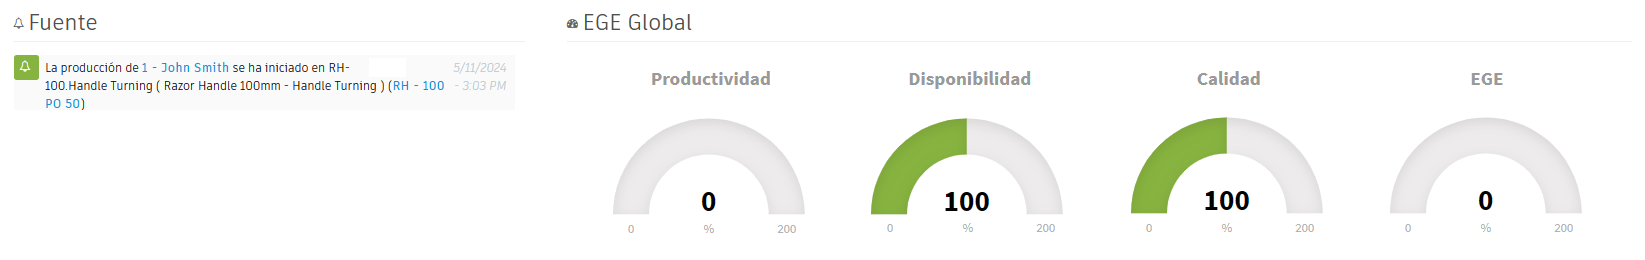 Fuente
La producción de 1 - John Smith se ha iniciado en RH-
100.Handle Turning ( Razor Handle 100mm - Handle Turning ) (RH - 100
PO 50)
5/11/2024
- 3:03 PM
EGE Global
Productividad
0
0 % 200
Disponibilidad
100
0 % 200
Calidad
100
0 % 200
EGE
0
0 % 200